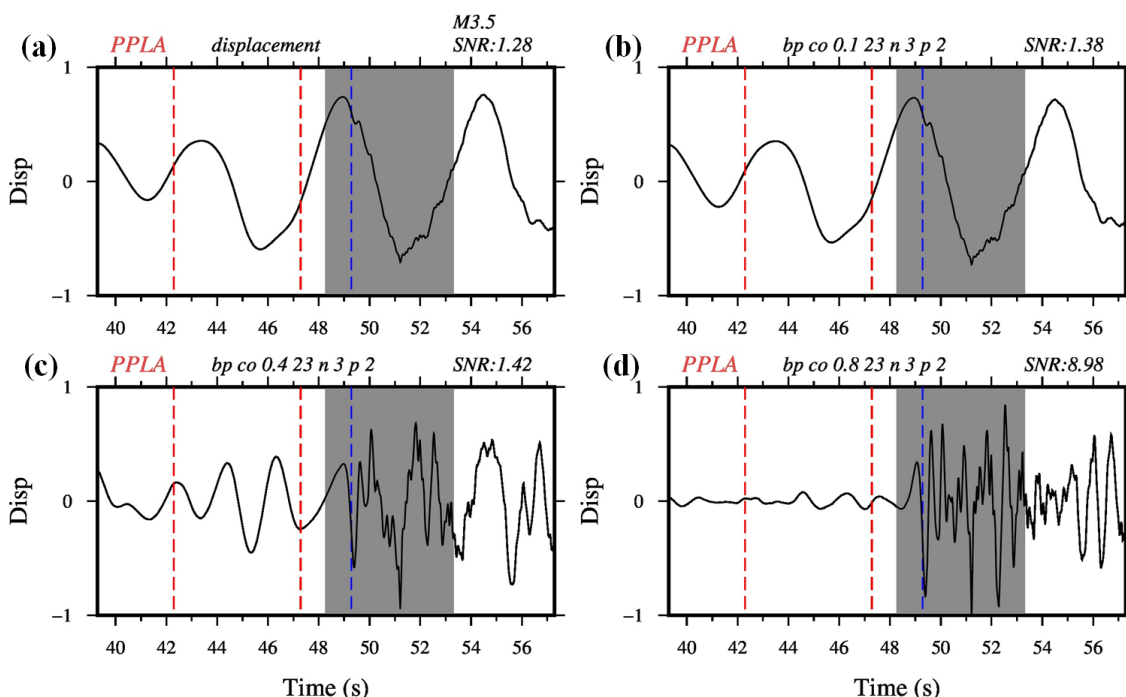 M3.5
(a) PPLA displacement SNR:1.28
(b) PPLA bp co 0.1 23 n 3 p 2 SNR:1.38
1 1
Disp 0 Disp 0
−1 −1
40 42 44 46 48 50 52 54 56 40 42 44 46 48 50 52 54 56
(c) PPLA bp co 0.4 23 n 3 p 2 SNR:1.42
(d) PPLA bp co 0.8 23 n 3 p 2 SNR:8.98
1 1
Disp 0 Disp 0
−1 −1
40 42 44 46 48 50 52 54 56 40 42 44 46 48 50 52 54 56
Time (s) Time (s)